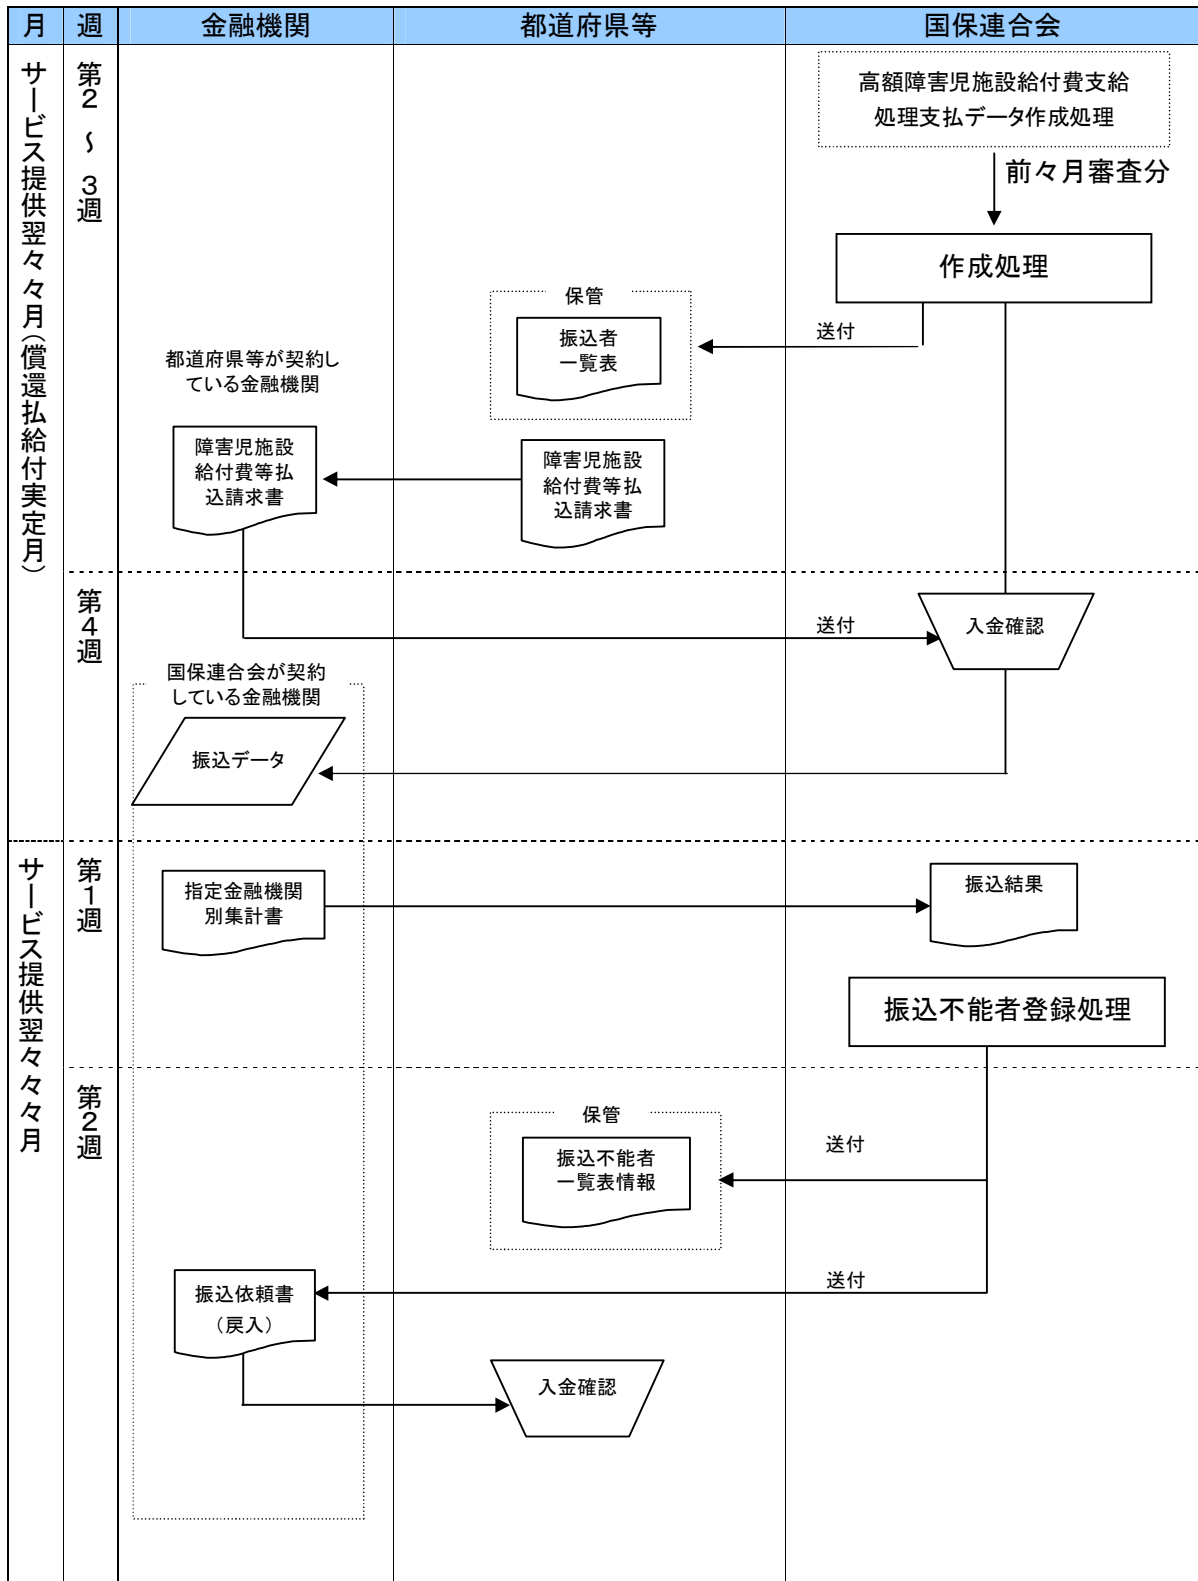 月
週
金融機関
都道府県等
国保連合会
サービス提供翌々月（償還払給付実定月）
第２～３週
高額障害児施設給付費支給
処理支払データ作成処理
前々月審査分
作成処理
保管
振込者
一覧表
送付
都道府県等が契約し
ている金融機関
障害児施設
給付費等払
込請求書
障害児施設
給付費等払
込請求書
第４週
送付
入金確認
国保連合会が契約
している金融機関
振込データ
サービス提供翌々々月
第１週
指定金融機関
別集計書
振込結果
振込不能者登録処理
第２週
保管
振込不能者
一覧表情報
送付
振込依頼書
（戻入）
送付
入金確認